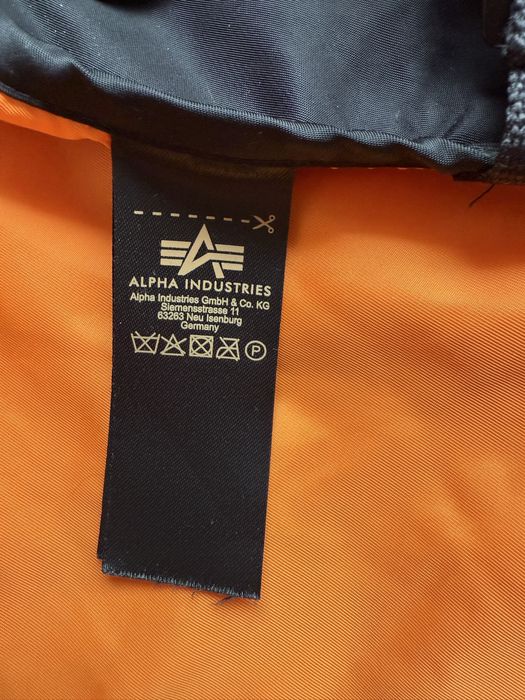 ALPHA INDUSTRIES
Alpha Industries GmbH & Co. KG
Siemensstrasse 11
63263 Neu Isenburg
Germany
P